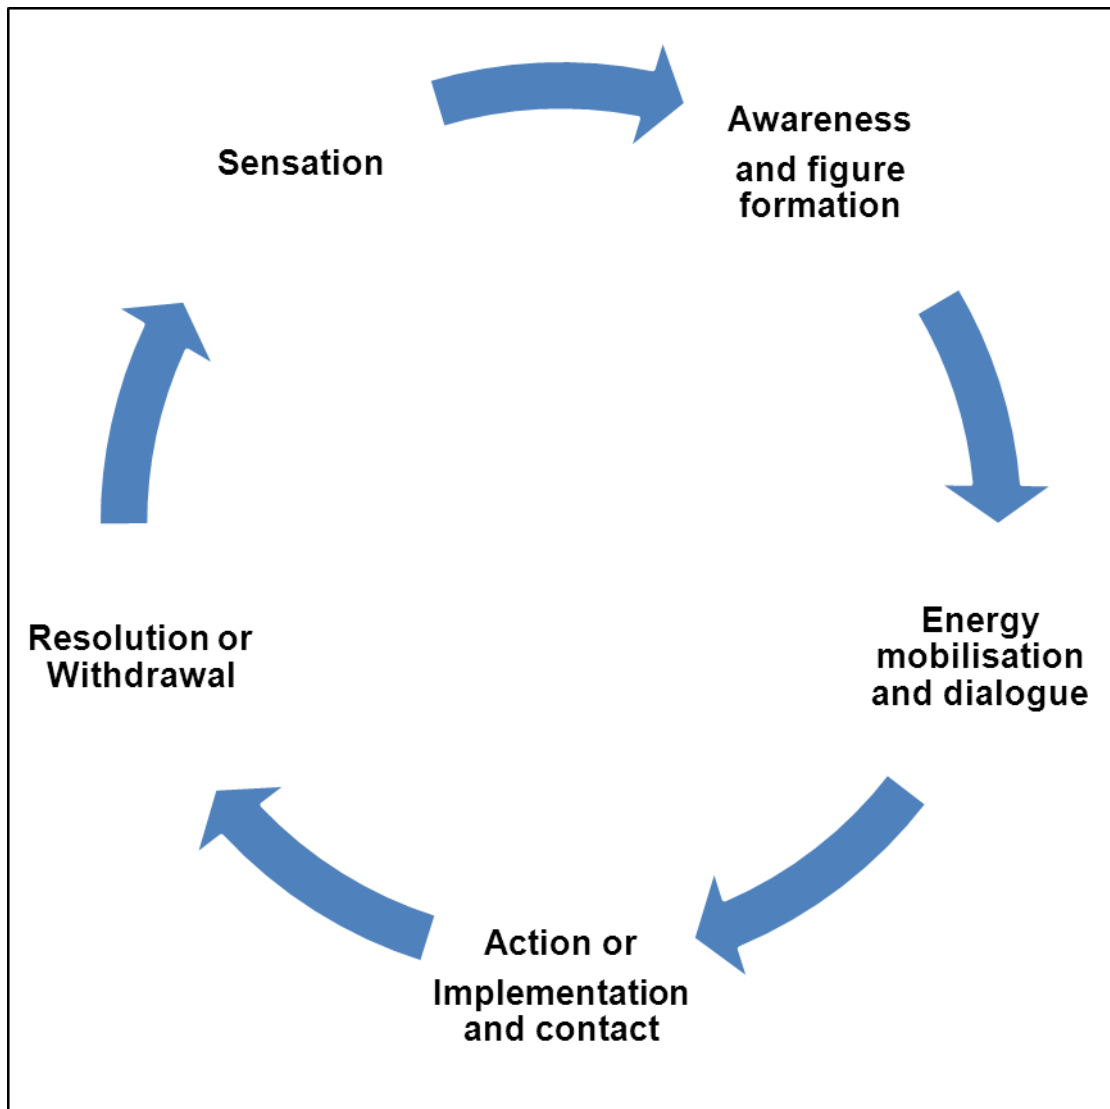 Sensation
Awareness
and figure
formation
Energy
mobilisation
and dialogue
Action or
Implementation
and contact
Resolution or
Withdrawal